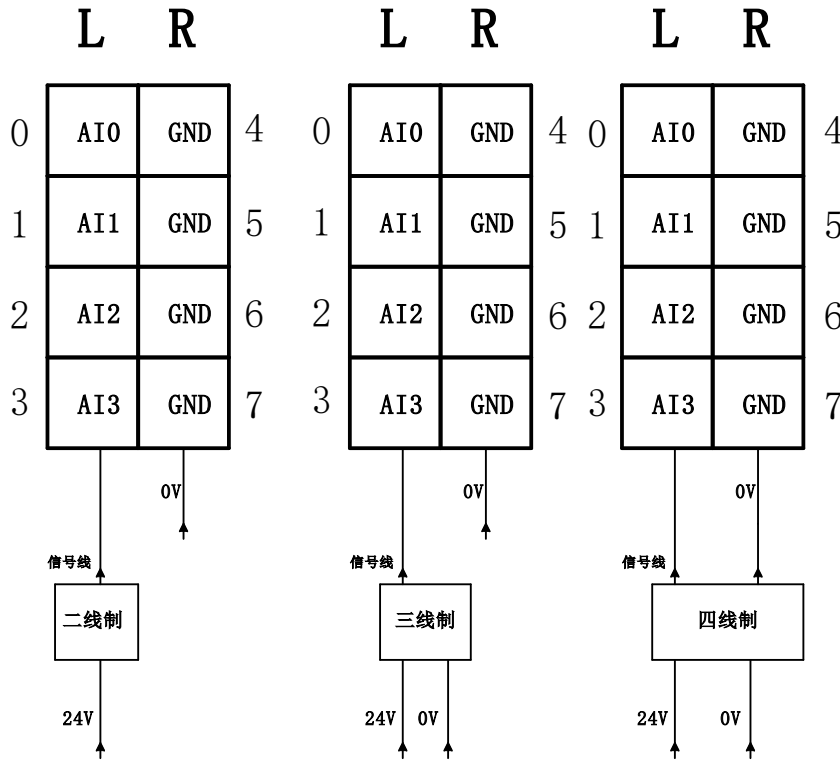 L R L R L R
0 AI0 GND 4 0 AI0 GND 4 0 AI0 GND 4
1 AI1 GND 5 1 AI1 GND 5 1 AI1 GND 5
2 AI2 GND 6 2 AI2 GND 6 2 AI2 GND 6
3 AI3 GND 7 3 AI3 GND 7 3 AI3 GND 7
0V 0V 0V
信号线 信号线 信号线
二线制 三线制 四线制
24V 24V 0V 24V 0V